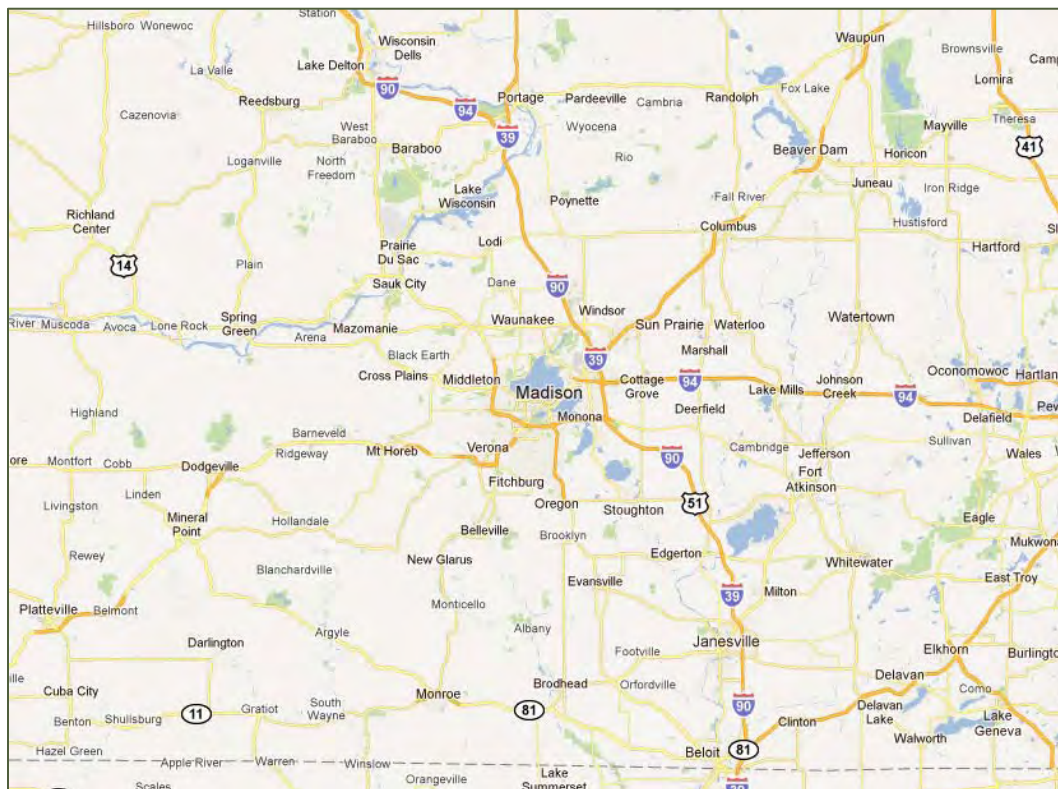 Station
Hillsboro
Wonewoc
Wisconsin
Dells
Lake Delton
La Valle
Reedsburg
Cazenovia
90
94
39
Portage
Pardeeville
Cambria
Randolph
Waupun
Fox Lake
Brownsville
Lomira
Theresa
Mayville
41
Wyocena
Rio
Beaver Dam
Horicon
Juneau
Iron Ridge
Hustisford
West
Baraboo
Baraboo
Loganville
North
Freedom
Lake
Wisconsin
Poynette
Fall River
Columbus
Hartford
Richland
Center
14
Plain
Prairie
Du Sac
Sauk City
Lodi
Dane
90
Windsor
Waunakee
Sun Prairie
Waterloo
Watertown
River
Muscoda
Avoca
Lone Rock
Spring
Green
Arena
Mazomanie
Black Earth
Cross Plains
Middleton
Madison
Monona
39
Cottage
Grove
94
Marshall
Lake Mills
Johnson
Creek
94
Oconomowoc
Delafield
Deerfield
Highland
Barneveld
Ridgeway
Mt Horeb
Verona
Fitchburg
90
Cambridge
Jefferson
Fort
Atkinson
Sullivan
Wales
Montfort
Cobb
Dodgeville
Linden
Livingston
Mineral
Point
Hollandale
Oregon
Stoughton
51
Eagle
Belleville
Brooklyn
Rewey
Blanchardville
New Glarus
Evansville
Edgerton
Whitewater
East Troy
Monticello
39
Milton
Platteville
Belmont
Darlington
Argyle
Albany
Janesville
Footville
Elkhorn
Burlington
Cuba City
Monroe
Brodhead
Orfordville
Delavan
Como
Benton
Shullsburg
11
Gratiot
South
Wayne
81
90
Clinton
Delavan
Lake
Lake
Geneva
Walworth
Hazel Green
Apple River
Warren
Winslow
Beloit
81
Scales
Orangeville
Lake
Summerset
39